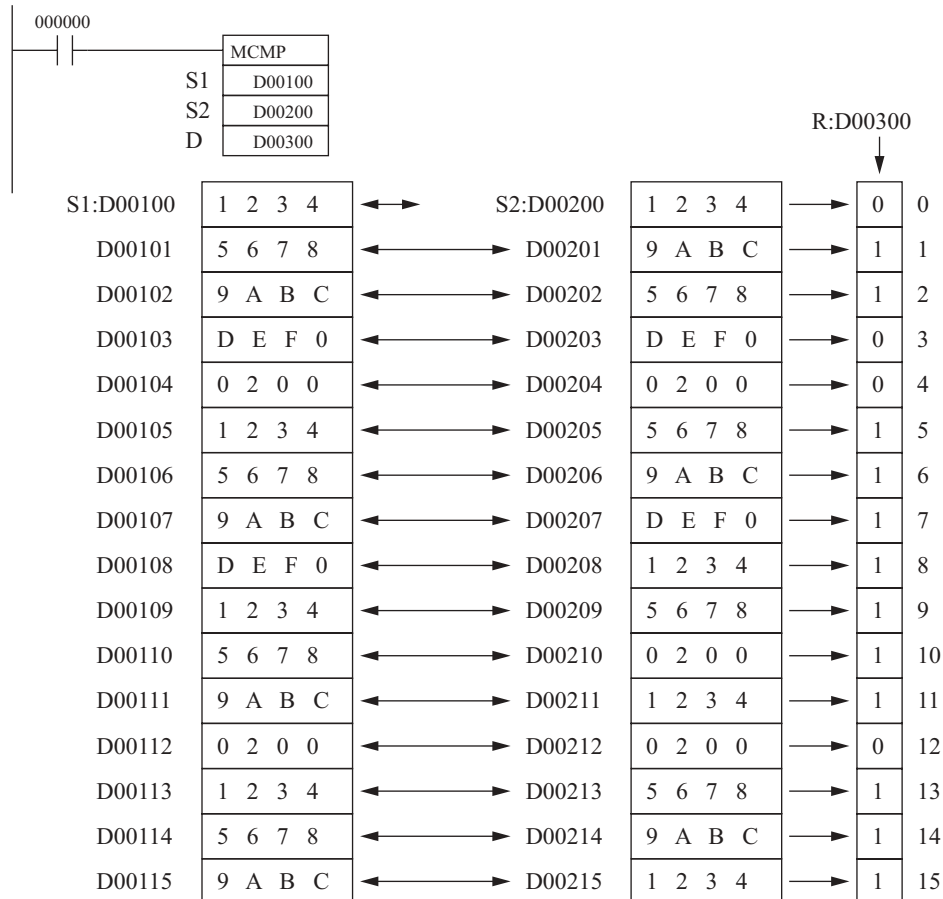 000000
MCMP
S1 D00100
S2 D00200
D D00300
R:D00300
S1:D00100 1 2 3 4 S2:D00200 1 2 3 4 0 0
D00101 5 6 7 8 D00201 9 A B C 1 1
D00102 9 A B C D00202 5 6 7 8 1 2
D00103 D E F 0 D00203 D E F 0 0 3
D00104 0 2 0 0 D00204 0 2 0 0 0 4
D00105 1 2 3 4 D00205 5 6 7 8 1 5
D00106 5 6 7 8 D00206 9 A B C 1 6
D00107 9 A B C D00207 D E F 0 1 7
D00108 D E F 0 D00208 1 2 3 4 1 8
D00109 1 2 3 4 D00209 5 6 7 8 1 9
D00110 5 6 7 8 D00210 0 2 0 0 1 10
D00111 9 A B C D00211 1 2 3 4 1 11
D00112 0 2 0 0 D00212 0 2 0 0 0 12
D00113 1 2 3 4 D00213 5 6 7 8 1 13
D00114 5 6 7 8 D00214 9 A B C 1 14
D00115 9 A B C D00215 1 2 3 4 1 15